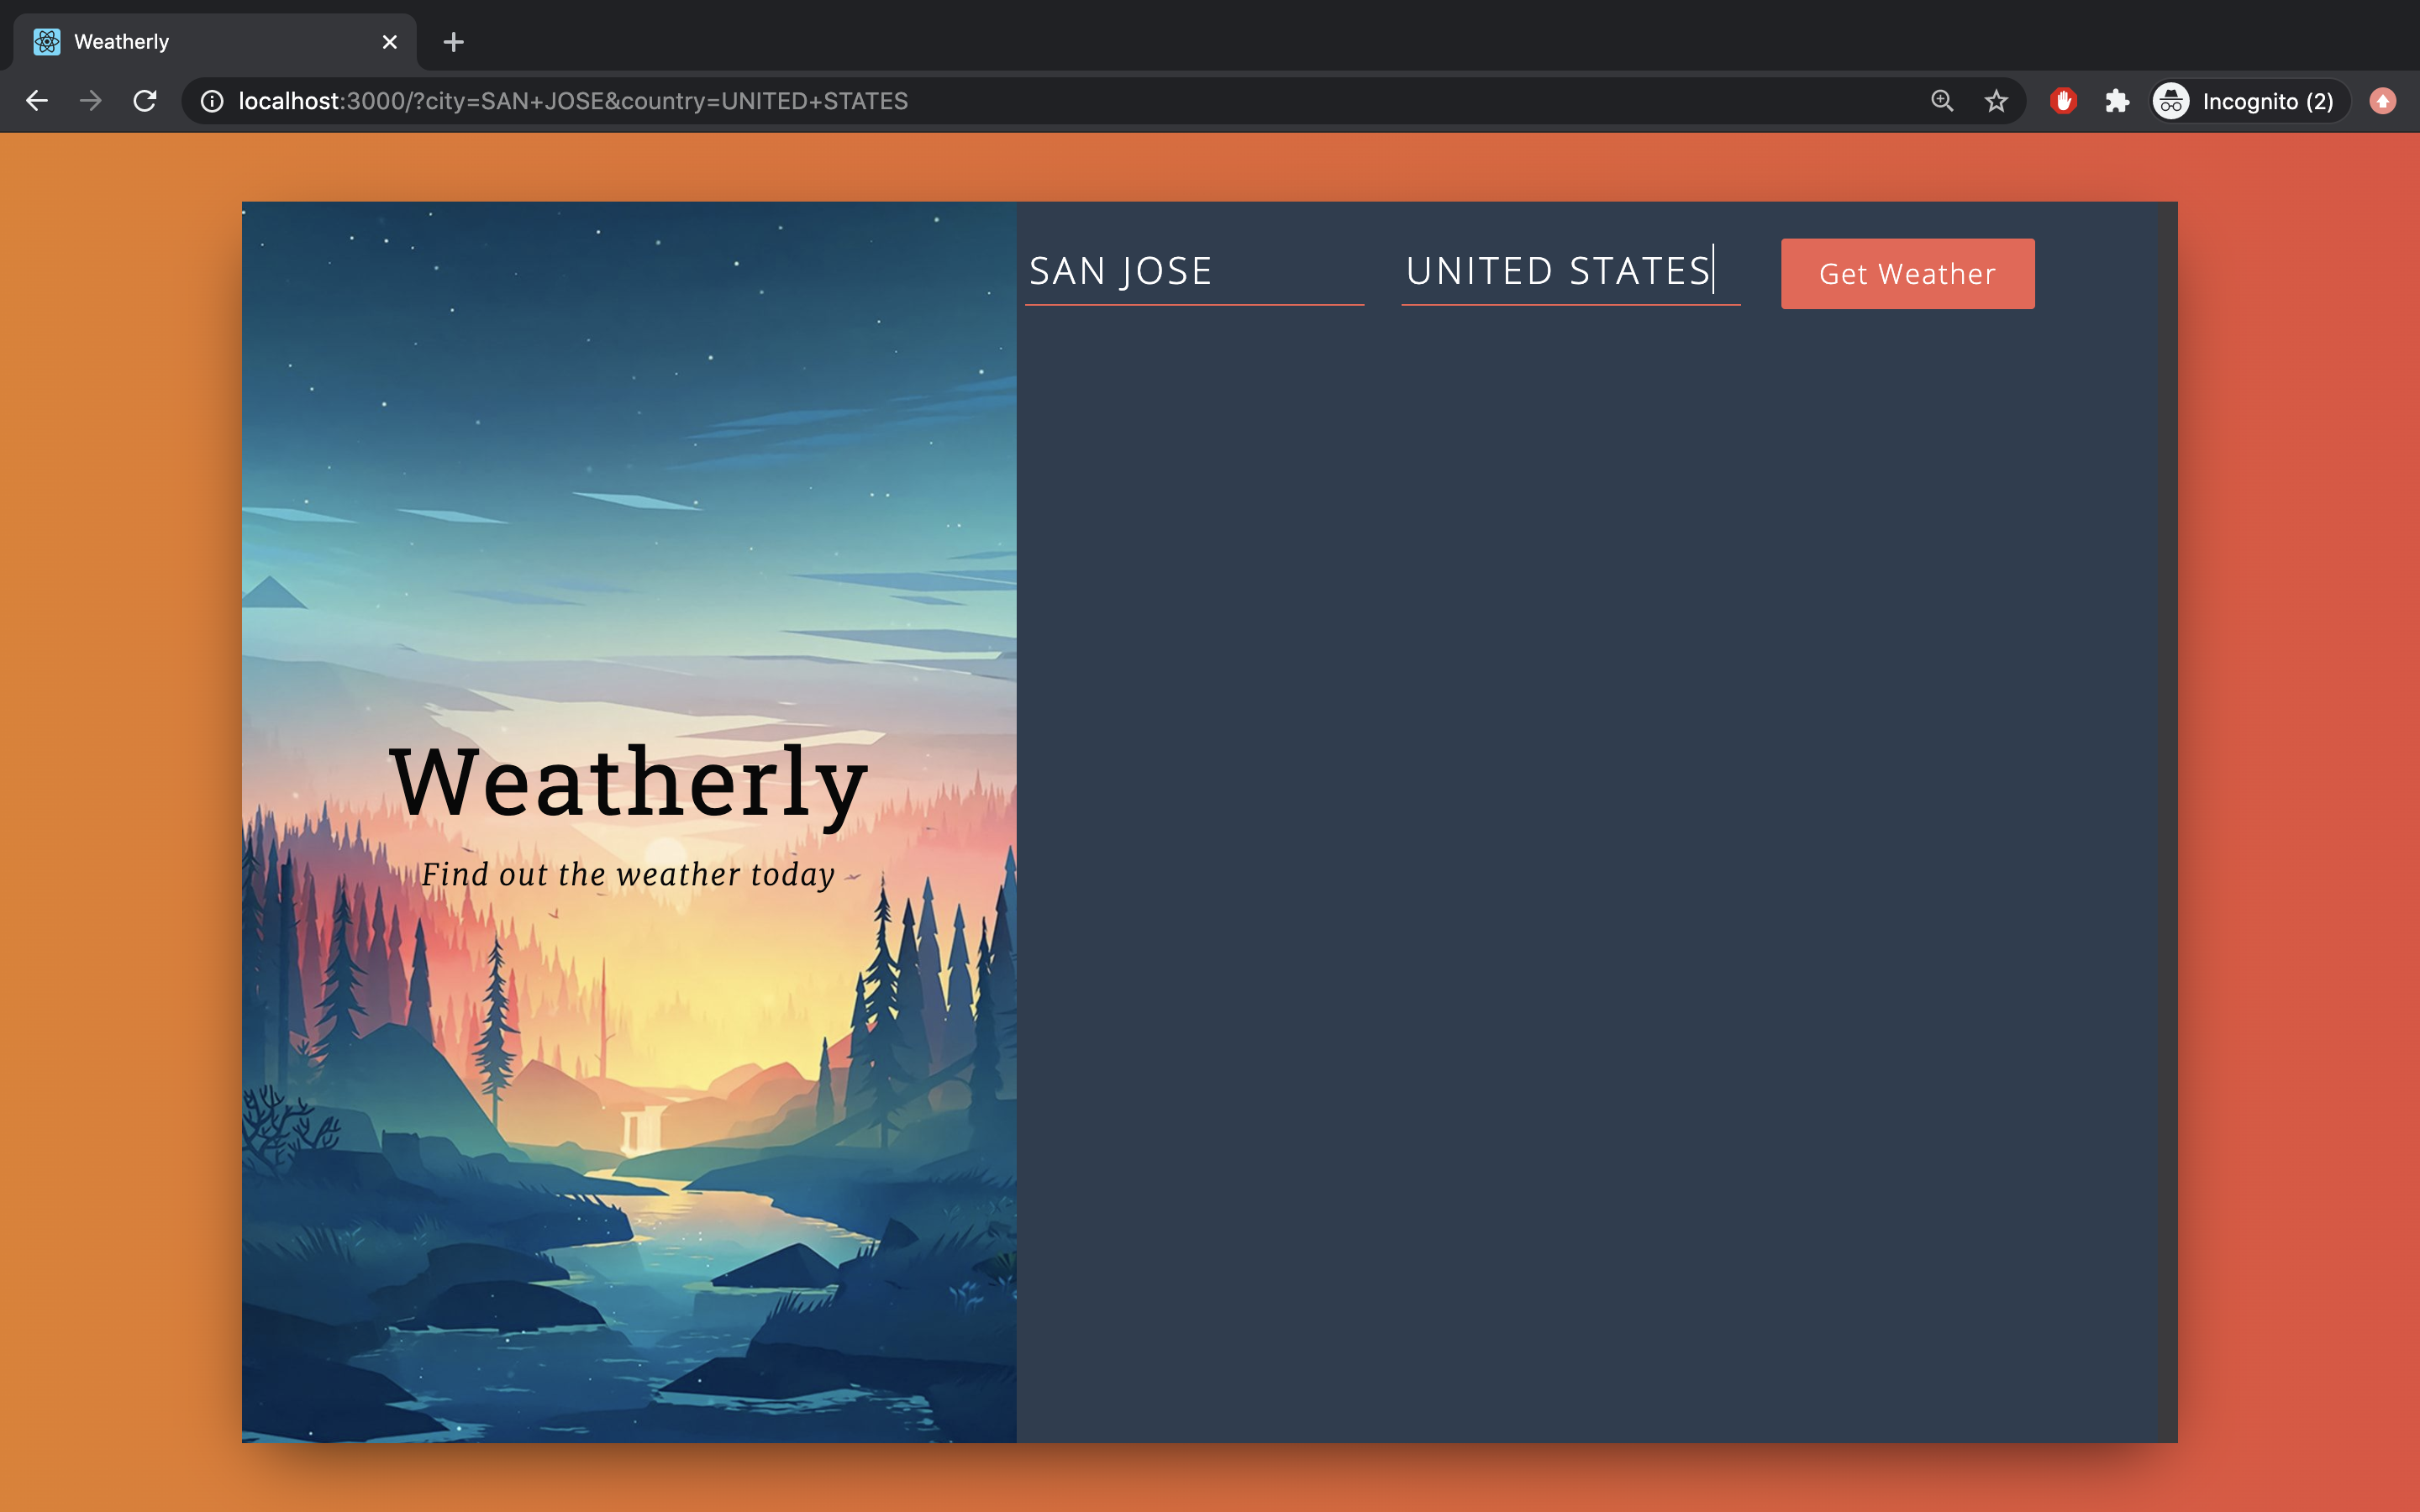 Weatherly
localhost:3000/?city=SAN+JOSE&country=UNITED+STATES
Incognito (2)
SAN JOSE
UNITED STATES
Get Weather
Weatherly
Find out the weather today